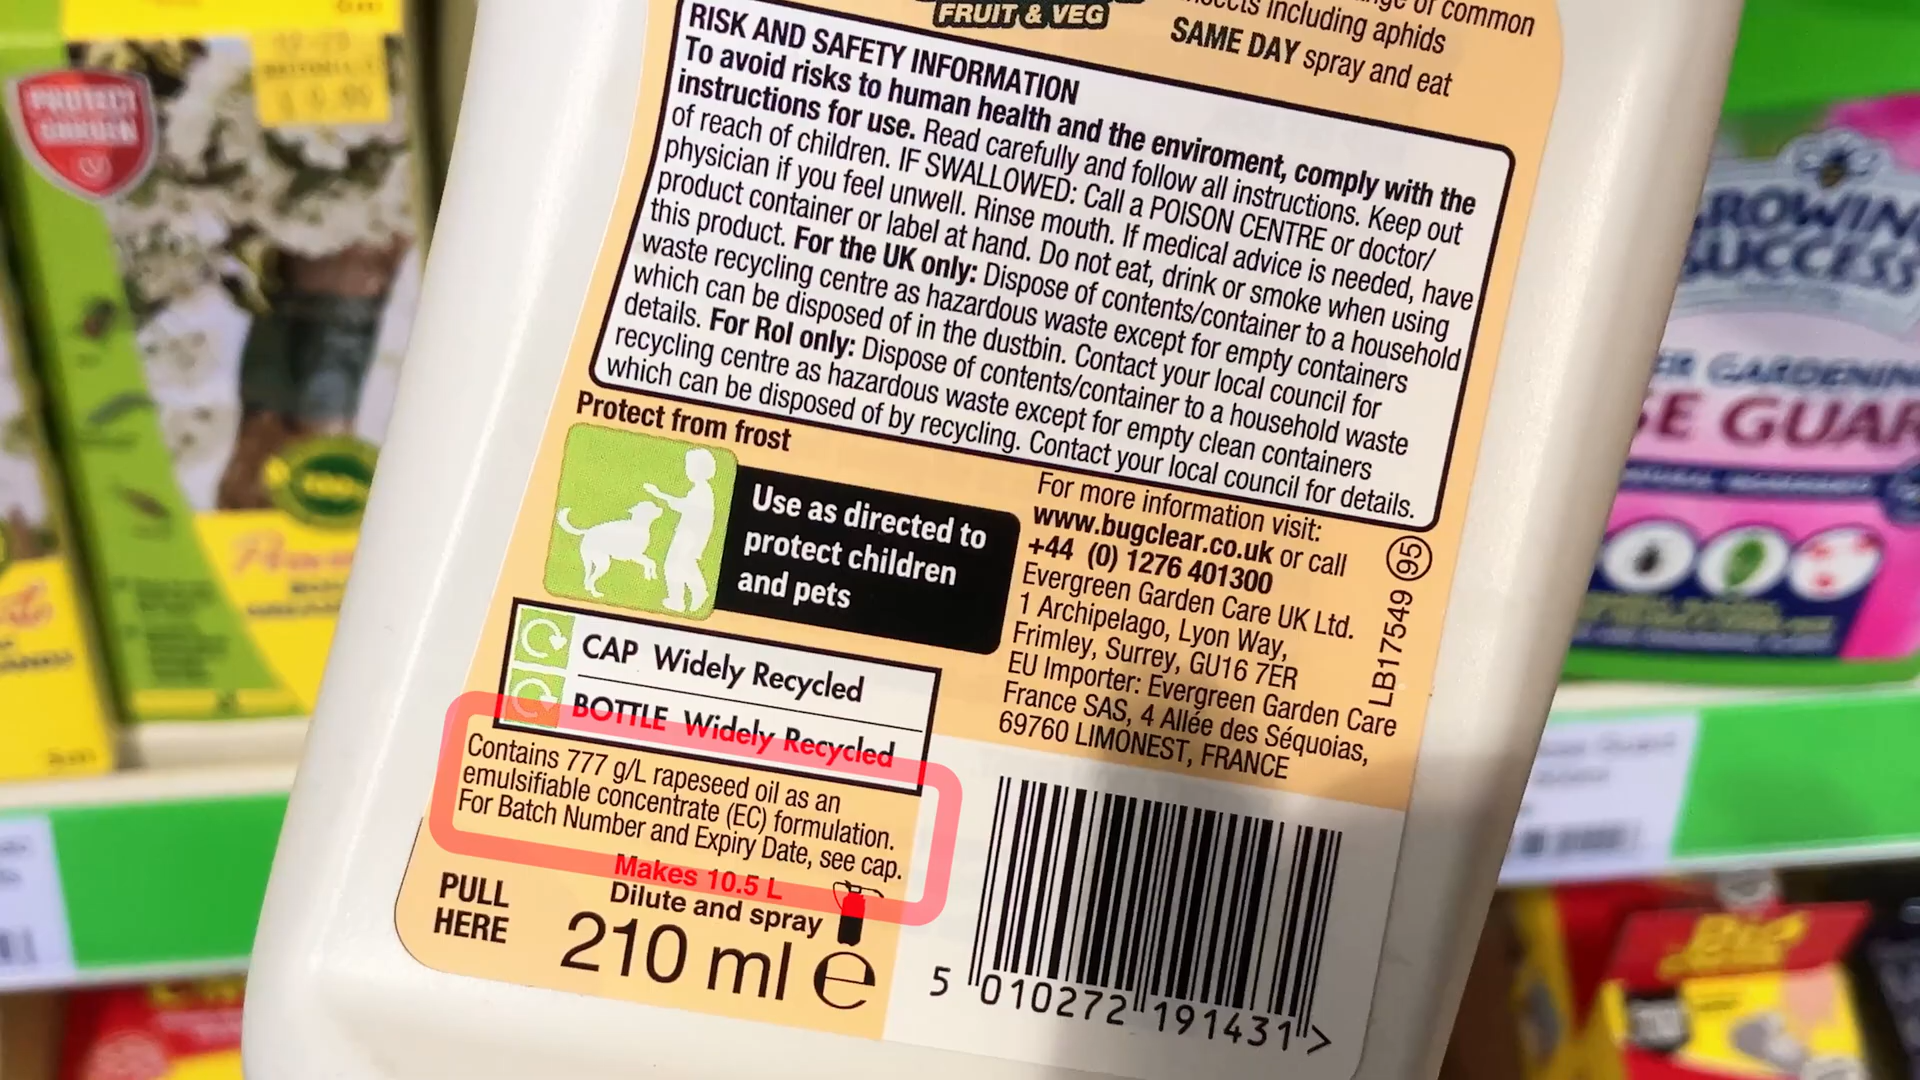 FRUIT & VEG
of common
including aphids
SAME DAY spray and eat
RISK AND SAFETY INFORMATION
To avoid risks to human health and the enviroment, comply with the
instructions for use. Read carefully and follow all instructions. Keep out
of reach of children. IF SWALLOWED: Call a POISON CENTRE or doctor/
physician if you feel unwell. Rinse mouth. If medical advice is needed, have
product container or label at hand. Do not eat, drink or smoke when using
this product. For the UK only: Dispose of contents/container to a household
waste recycling centre as hazardous waste except for empty containers
which can be disposed of in the dustbin. Contact your local council for
details. For RoI only: Dispose of contents/container to a household waste
recycling centre as hazardous waste except for empty clean containers
which can be disposed of by recycling. Contact your local council for details.
Protect from frost
Use as directed to
protect children
and pets
For more information visit:
www.bugclear.co.uk or call
+44 (0) 1276 401300
Evergreen Garden Care UK Ltd.
1 Archipelago, Lyon Way,
Frimley, Surrey, GU16 7ER
EU Importer: Evergreen Garden Care
France SAS, 4 Allée des Séquoias,
69760 LIMONEST, FRANCE
LB17549 95
CAP Widely Recycled
BOTTLE Widely Recycled
Contains 777 g/L rapeseed oil as an
emulsifiable concentrate (EC) formulation.
For Batch Number and Expiry Date, see cap.
Makes 10.5 L
Dilute and spray
PULL
HERE
210 ml e
5 010272 191431 >
PROTECT
GARDEN
GROWING
SUCCESS
GARDENING
SE GUAR